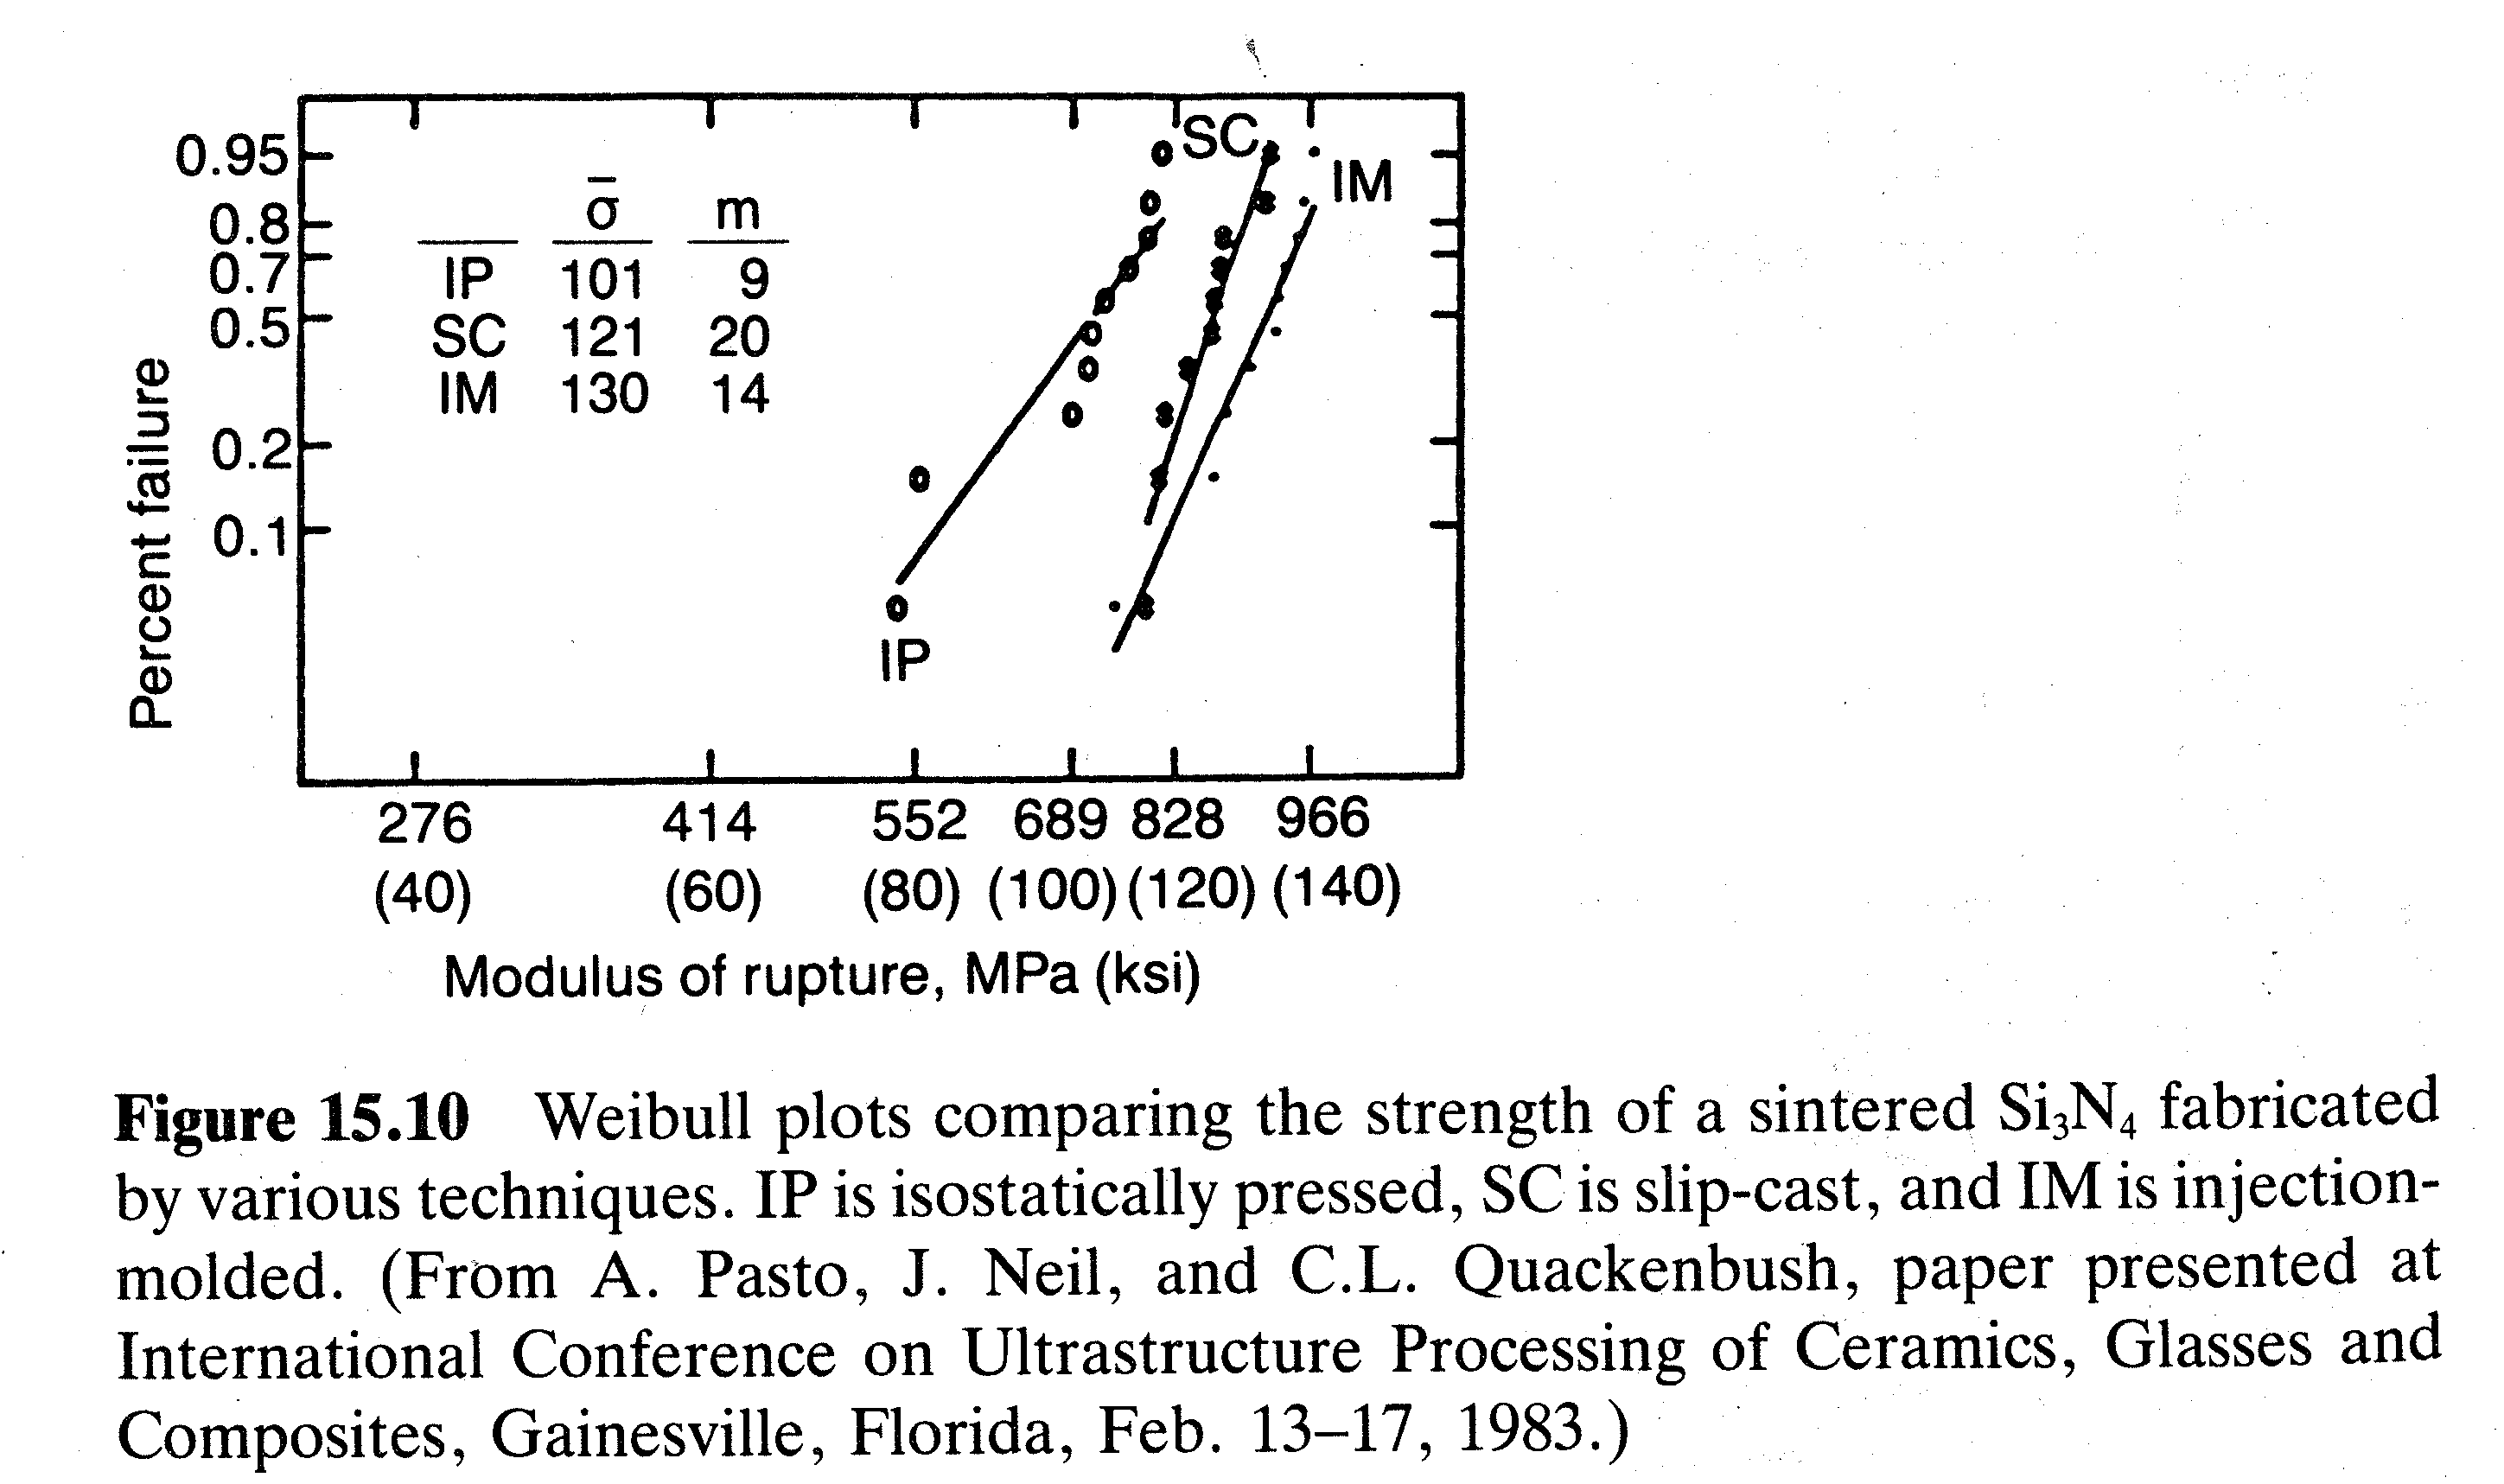 SC
0.95
IM
σ̄ m
0.8
0.7
IP 101 9
0.5
SC 121 20
IM 130 14
0.2
0.1
Percent failure
IP
276 414 552 689 828 966
(40) (60) (80) (100) (120) (140)
Modulus of rupture, MPa (ksi)
Figure 15.10 Weibull plots comparing the strength of a sintered Si₃N₄ fabricated
by various techniques. IP is isostatically pressed, SC is slip-cast, and IM is injection-
molded. (From A. Pasto, J. Neil, and C.L. Quackenbush, paper presented at
International Conference on Ultrastructure Processing of Ceramics, Glasses and
Composites, Gainesville, Florida, Feb. 13–17, 1983.)